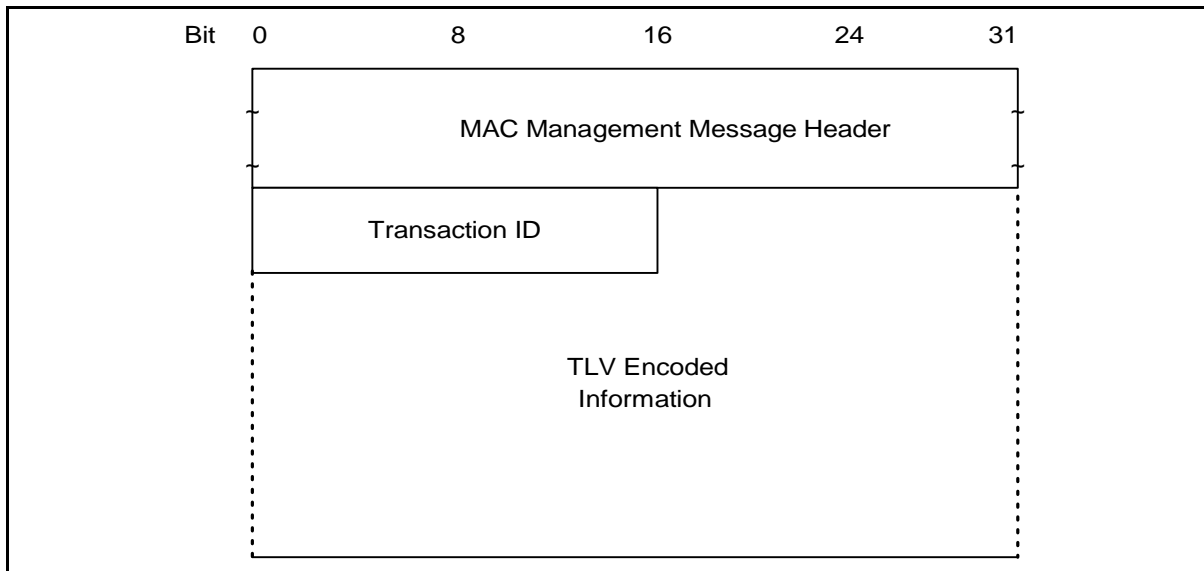 Bit 0 8 16 24 31
MAC Management Message Header
Transaction ID
TLV Encoded
Information